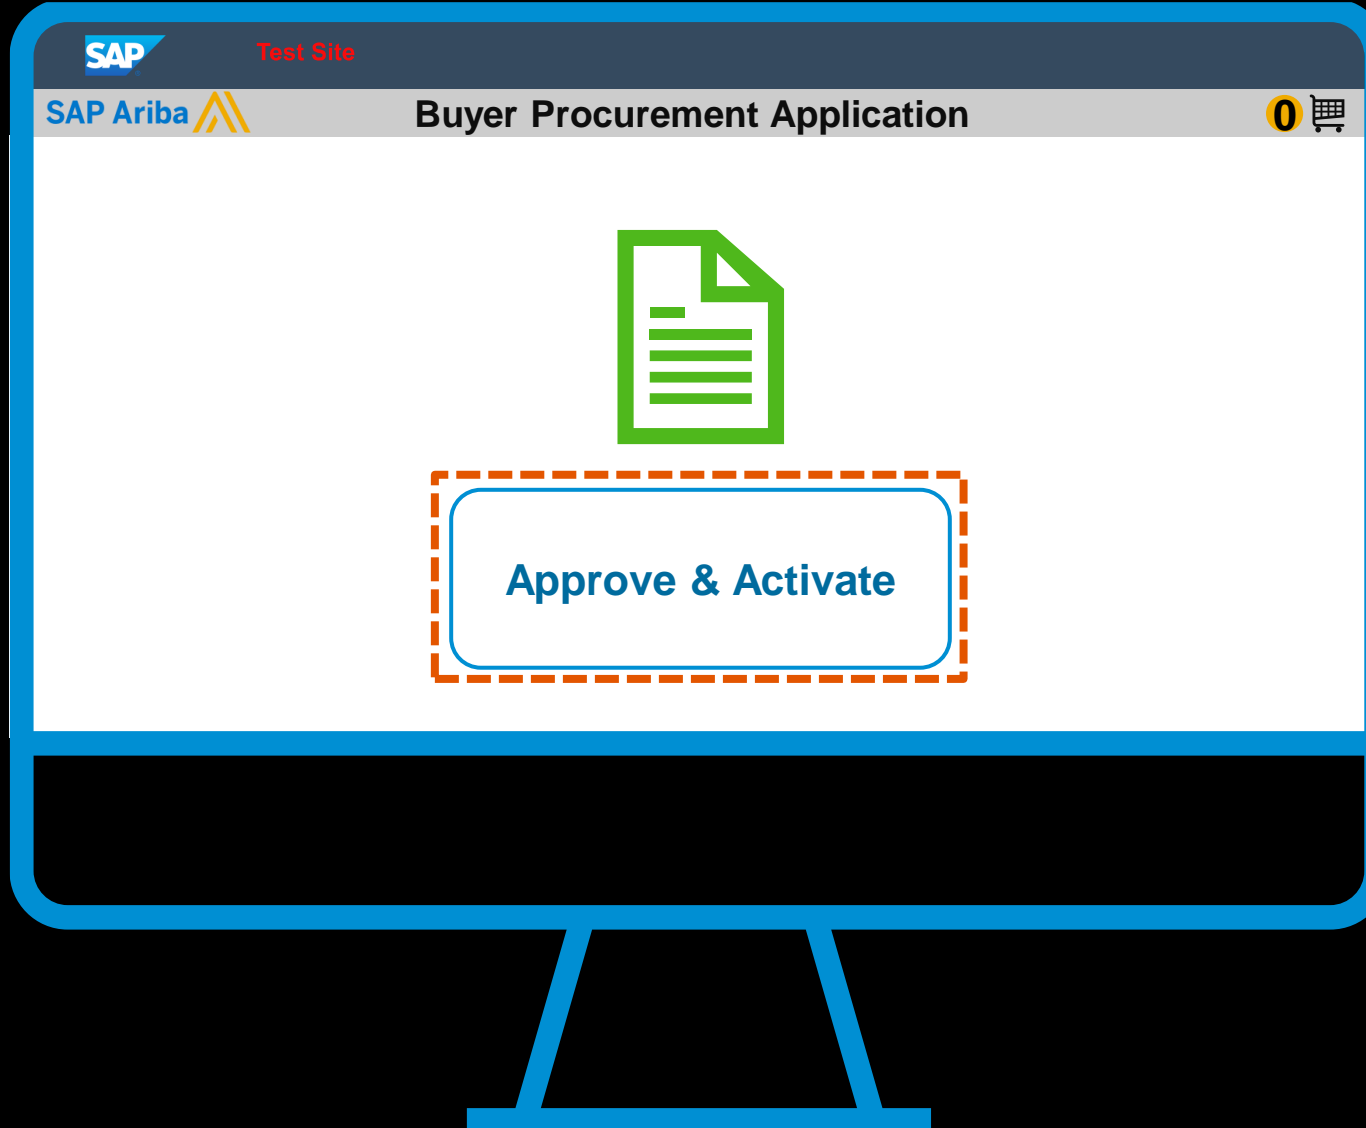 SAP
Test Site
SAP Ariba
Buyer Procurement Application
0
Approve & Activate